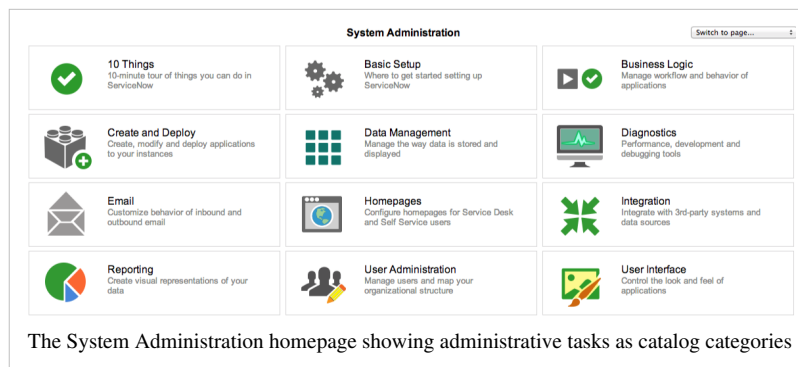 System Administration
Switch to page...
10 Things
10-minute tour of things you can do in
ServiceNow
Basic Setup
Where to get started setting up
ServiceNow
Business Logic
Manage workflow and behavior of
applications
Create and Deploy
Create, modify and deploy applications
to your instances
Data Management
Manage the way data is stored and
displayed
Diagnostics
Performance, development and
debugging tools
Email
Customize behavior of inbound and
outbound email
Homepages
Configure homepages for Service Desk
and Self Service users
Integration
Integrate with 3rd-party systems and
data sources
Reporting
Create visual representations of your
data
User Administration
Manage users and map your
organizational structure
User Interface
Control the look and feel of
applications
The System Administration homepage showing administrative tasks as catalog categories